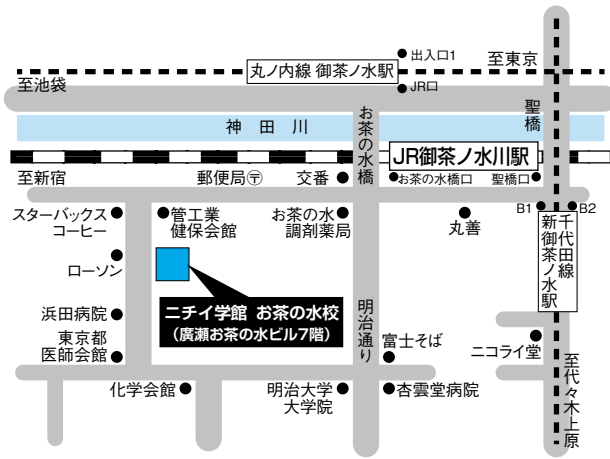 出入口1
丸ノ内線 御茶ノ水駅
至東京
至池袋
JR口
お茶の水橋
聖橋
神田川
JR御茶ノ水川駅
至新宿
郵便局〒
交番
お茶の水橋口
聖橋口
スターバックス
コーヒー
管工業
健保会館
お茶の水
調剤薬局
丸善
B1
B2
千代田線
新御茶ノ水駅
ローソン
ニチイ学館 お茶の水校
(廣瀬お茶の水ビル7階)
明治通り
浜田病院
東京都
医師会館
富士そば
ニコライ堂
至代々木上原
化学会館
明治大学
大学院
杏雲堂病院